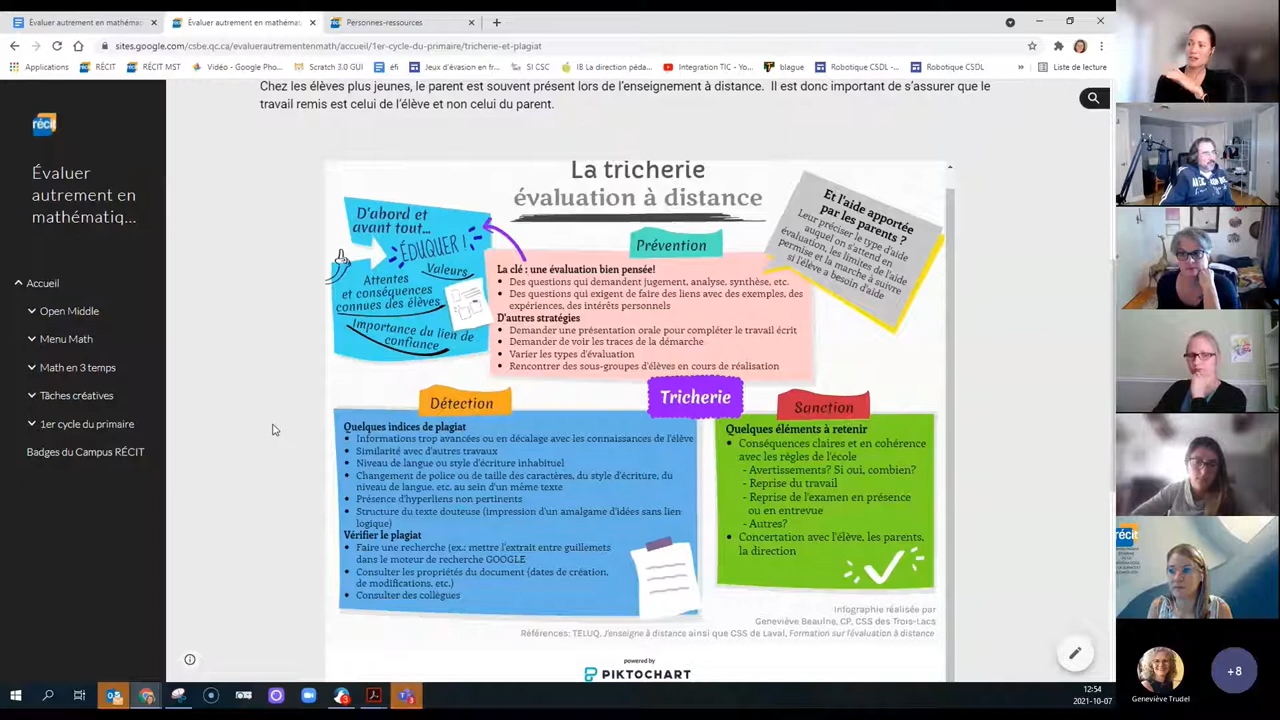 Évaluer autrement en mathémat
Évaluer autrement en mathémat
Personnes-ressources
sites.google.com/csbe.qc.ca/evaluerautrementenmath/accueil/1er-cycle-du-primaire/tricherie-et-plagiat
Applications
RÉCIT
RÉCIT MST
Vidéo - Google Pho...
Scratch 3.0 GUI
éfi
Jeux d'évasion en fr...
SI CSC
IB La direction péda...
Integration TIC - Yo...
blague
Robotique CSDL -...
Robotique CSDL
Liste de lecture
récit
Évaluer
autrement en
mathématiq...
Accueil
Open Middle
Menu Math
Math en 3 temps
Tâches créatives
1er cycle du primaire
Badges du Campus RÉCIT
Chez les élèves plus jeunes, le parent est souvent présent lors de l'enseignement à distance. Il est donc important de s'assurer que le
travail remis est celui de l'élève et non celui du parent.
La tricherie
évaluation à distance
D'abord et
avant tout...
ÉDUQUER !
Valeurs
Attentes
et conséquences
connues des élèves
Importance du lien de
confiance
Prévention
La clé : une évaluation bien pensée!
• Des questions qui demandent jugement, analyse, synthèse, etc.
• Des questions qui exigent de faire des liens avec des exemples, des
expériences, des intérêts personnels
D'autres stratégies
• Demander une présentation orale pour compléter le travail écrit
• Demander de voir les traces de la démarche
• Varier les types d'évaluation
• Rencontrer des sous-groupes d'élèves en cours de réalisation
Et l'aide apportée
par les parents ?
Leur préciser le type d'aide
auquel on s'attend en
évaluation, les limites de l'aide
permise et la marche à suivre
si l'élève a besoin d'aide
Tricherie
Détection
Quelques indices de plagiat
• Informations trop avancées ou en décalage avec les connaissances de l'élève
• Similarité avec d'autres travaux
• Niveau de langue ou style d'écriture inhabituel
• Changement de police ou de taille des caractères, du style d'écriture, du
niveau de langue, etc. au sein d'un même texte
• Présence d'hyperliens non pertinents
• Structure du texte douteuse (impression d'un amalgame d'idées sans lien
logique)
Vérifier le plagiat
• Faire une recherche (ex.: mettre l'extrait entre guillemets
dans le moteur de recherche GOOGLE
• Consulter les propriétés du document (dates de création,
de modifications, etc.)
• Consulter des collègues
Sanction
Quelques éléments à retenir
• Conséquences claires et en cohérence
avec les règles de l'école
- Avertissements? Si oui, combien?
- Reprise du travail
- Reprise de l'examen en présence
ou en entrevue
- Autres?
• Concertation avec l'élève, les parents,
la direction
Infographie réalisée par
Geneviève Beaulne, CP, CSS des Trois-Lacs
Références: TELUQ, J'enseigne à distance ainsi que CSS de Laval, Formation sur l'évaluation à distance
powered by
PIKTOCHART
récit
Geneviève Trudel
+8
12:54
2021-10-07